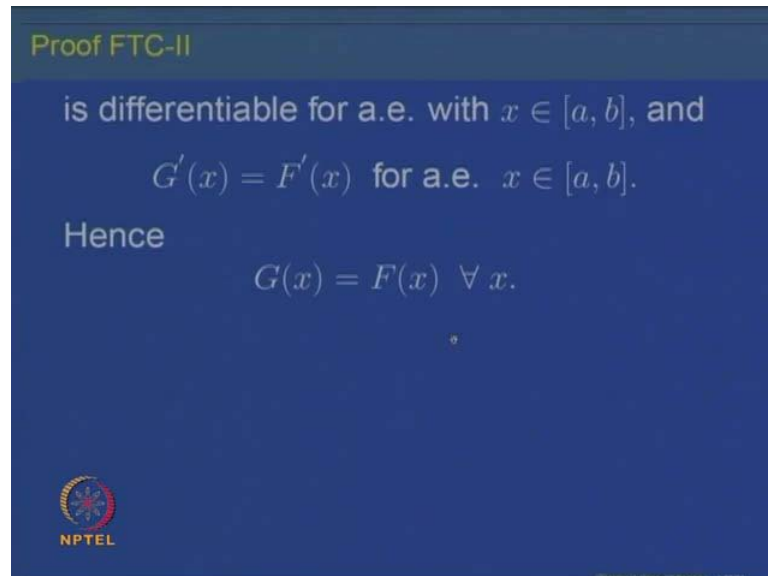 Proof FTC-II
is differentiable for a.e. with x ∈ [a, b], and
G′(x) = F′(x) for a.e. x ∈ [a, b].
Hence
G(x) = F(x) ∀ x.
NPTEL